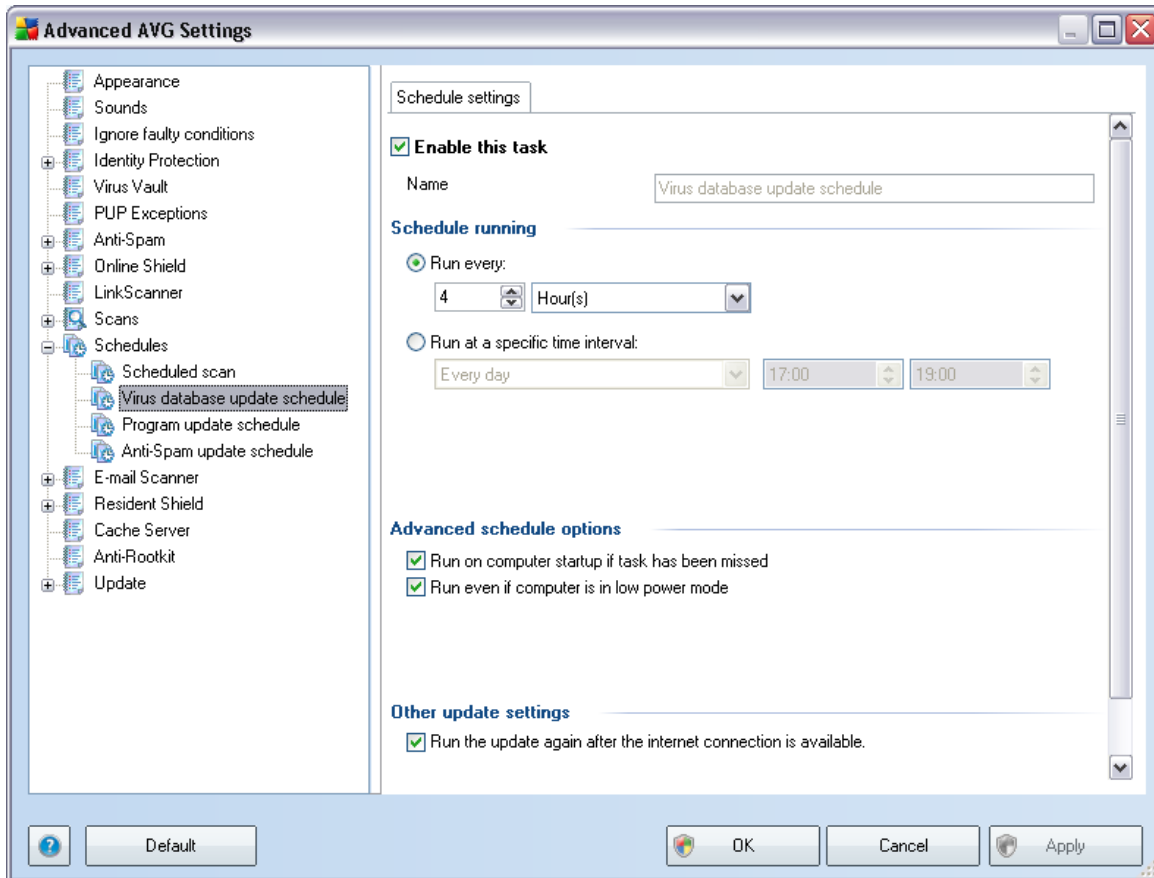 Advanced AVG Settings
Appearance
Sounds
Ignore faulty conditions
Identity Protection
Virus Vault
PUP Exceptions
Anti-Spam
Online Shield
LinkScanner
Scans
Schedules
Scheduled scan
Virus database update schedule
Program update schedule
Anti-Spam update schedule
E-mail Scanner
Resident Shield
Cache Server
Anti-Rootkit
Update
Schedule settings
Enable this task
Name Virus database update schedule
Schedule running
Run every:
4 Hour(s)
Run at a specific time interval:
Every day 17:00 19:00
Advanced schedule options
Run on computer startup if task has been missed
Run even if computer is in low power mode
Other update settings
Run the update again after the internet connection is available.
? Default OK Cancel Apply